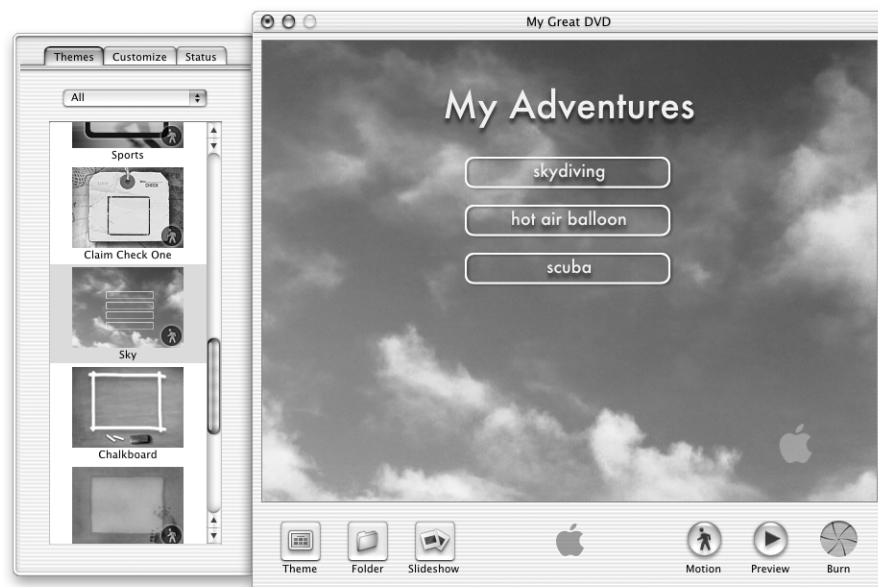 My Great DVD
Themes Customize Status
All
Sports
Claim Check One
Sky
Chalkboard
My Adventures
skydiving
hot air balloon
scuba
Theme Folder Slideshow Motion Preview Burn